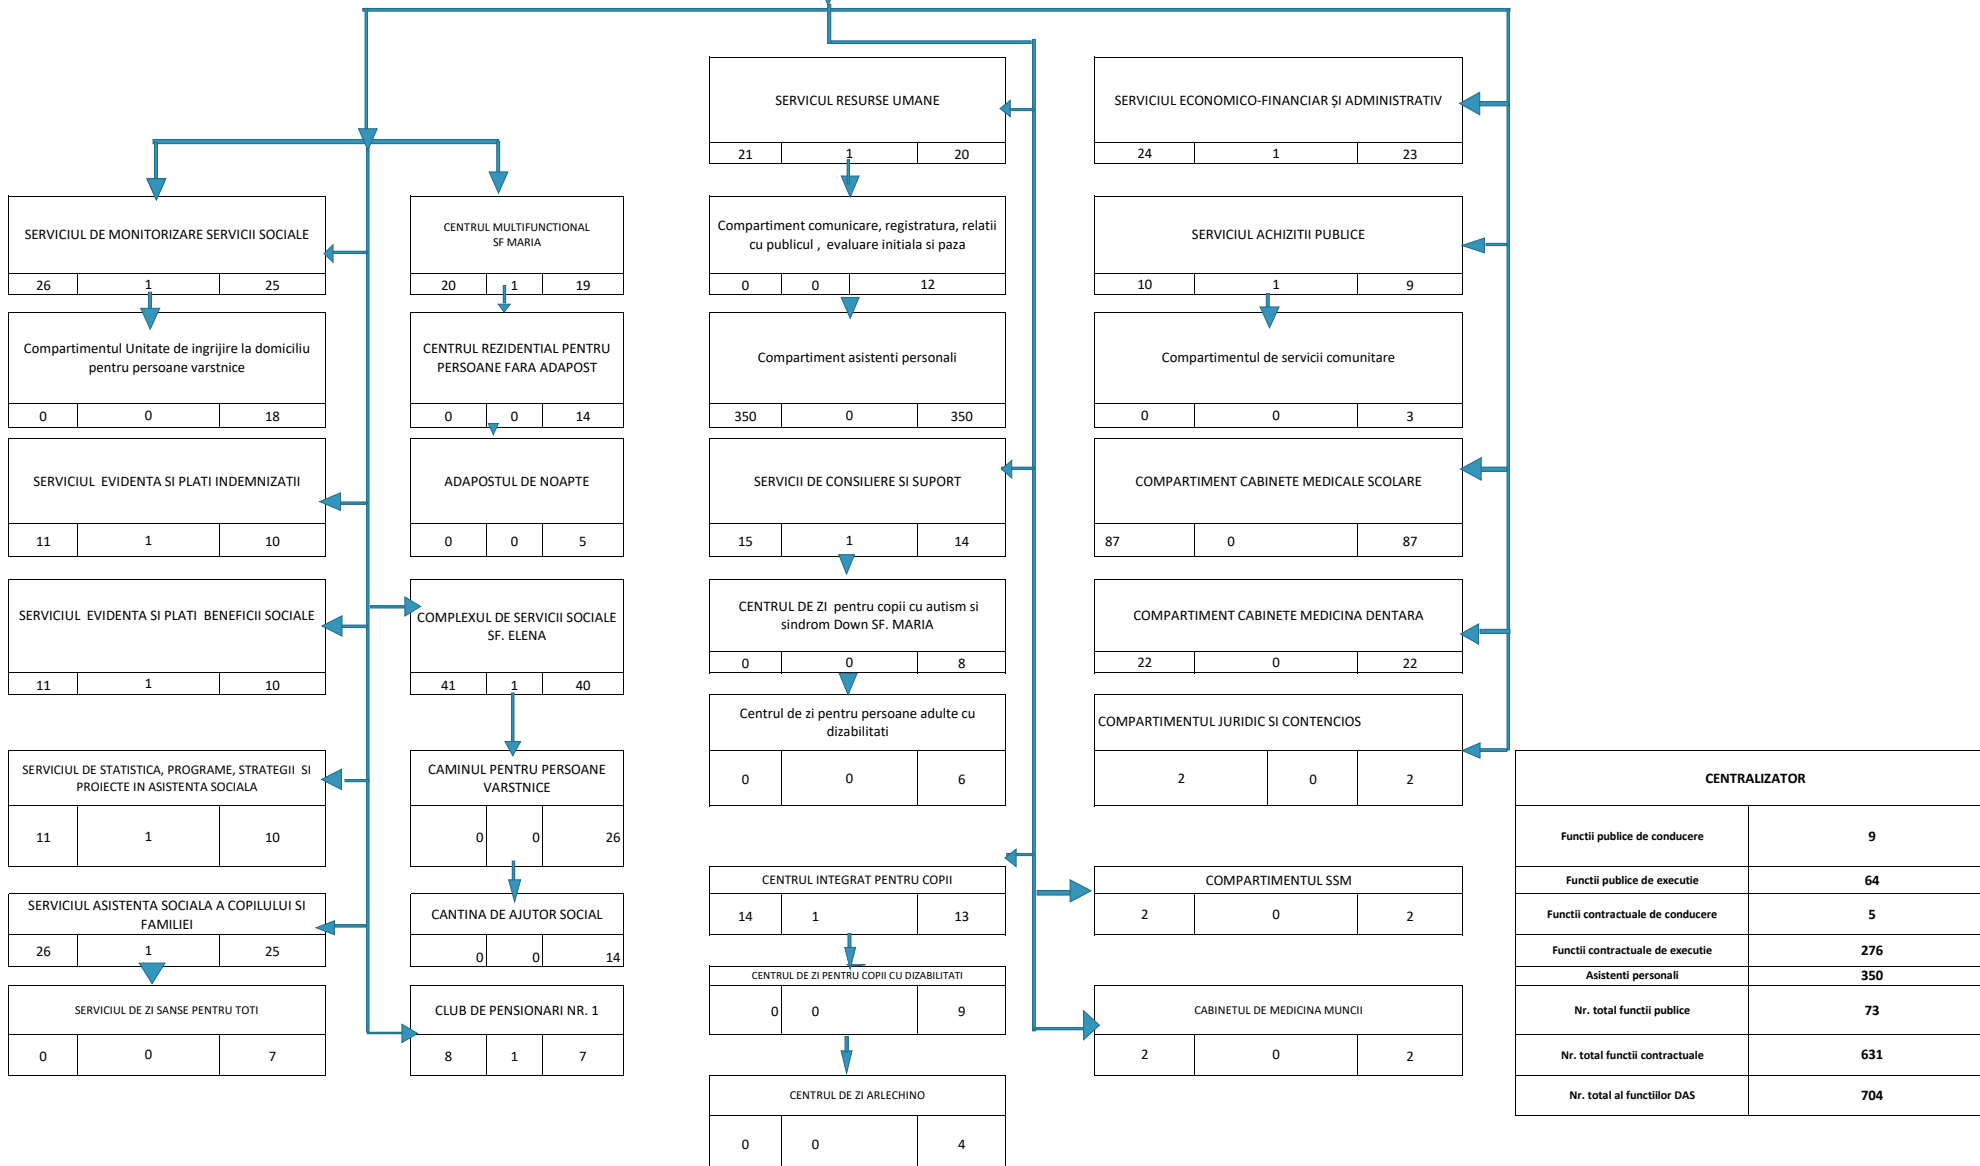 SERVICUL RESURSE UMANE
21 1 20
SERVICIUL ECONOMICO-FINANCIAR ȘI ADMINISTRATIV
24 1 23
SERVICIUL DE MONITORIZARE SERVICII SOCIALE
26 1 25
CENTRUL MULTIFUNCTIONAL
SF MARIA
20 1 19
Compartiment comunicare, registratura, relatii
cu publicul , evaluare initiala si paza
0 0 12
SERVICIUL ACHIZITII PUBLICE
10 1 9
Compartimentul Unitate de ingrijire la domiciliu
pentru persoane varstnice
0 0 18
CENTRUL REZIDENTIAL PENTRU
PERSOANE FARA ADAPOST
0 0 14
Compartiment asistenti personali
350 0 350
Compartimentul de servicii comunitare
0 0 3
SERVICIUL EVIDENTA SI PLATI INDEMNIZATII
11 1 10
ADAPOSTUL DE NOAPTE
0 0 5
SERVICII DE CONSILIERE SI SUPORT
15 1 14
COMPARTIMENT CABINETE MEDICALE SCOLARE
87 0 87
SERVICIUL EVIDENTA SI PLATI BENEFICII SOCIALE
11 1 10
COMPLEXUL DE SERVICII SOCIALE
SF. ELENA
41 1 40
CENTRUL DE ZI pentru copii cu autism si
sindrom Down SF. MARIA
0 0 8
COMPARTIMENT CABINETE MEDICINA DENTARA
22 0 22
Centrul de zi pentru persoane adulte cu
dizabilitati
0 0 6
COMPARTIMENTUL JURIDIC SI CONTENCIOS
2 0 2
SERVICIUL DE STATISTICA, PROGRAME, STRATEGII SI
PROIECTE IN ASISTENTA SOCIALA
11 1 10
CAMINUL PENTRU PERSOANE
VARSTNICE
0 0 26
CENTRUL INTEGRAT PENTRU COPII
14 1 13
COMPARTIMENTUL SSM
2 0 2
SERVICIUL ASISTENTA SOCIALA A COPILULUI SI
FAMILIEI
26 1 25
CANTINA DE AJUTOR SOCIAL
0 0 14
CENTRUL DE ZI PENTRU COPII CU DIZABILITATI
0 0 9
SERVICIUL DE ZI SANSE PENTRU TOTI
0 0 7
CLUB DE PENSIONARI NR. 1
8 1 7
CABINETUL DE MEDICINA MUNCII
2 0 2
CENTRUL DE ZI ARLECHINO
0 0 4
CENTRALIZATOR
Functii publice de conducere 9
Functii publice de executie 64
Functii contractuale de conducere 5
Functii contractuale de executie 276
Asistenti personali 350
Nr. total functii publice 73
Nr. total functii contractuale 631
Nr. total al functiilor DAS 704